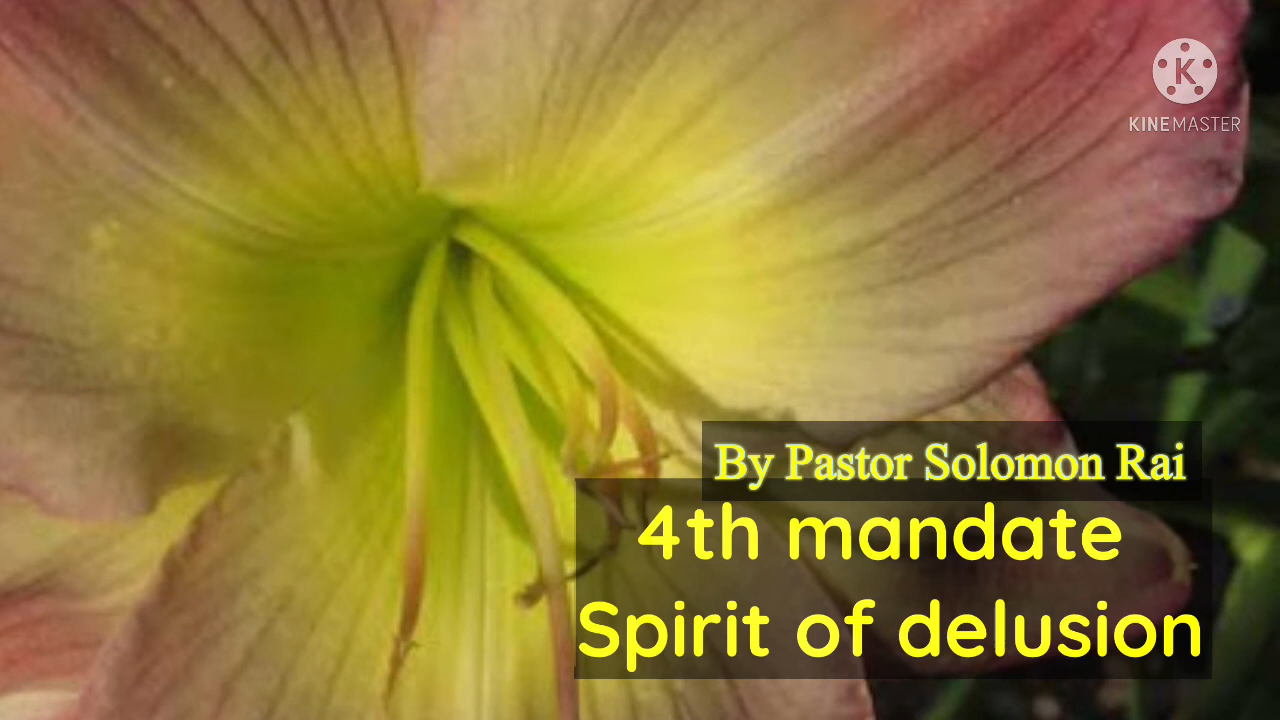 K
KINEMASTER
By Pastor Solomon Rai
4th mandate
Spirit of delusion